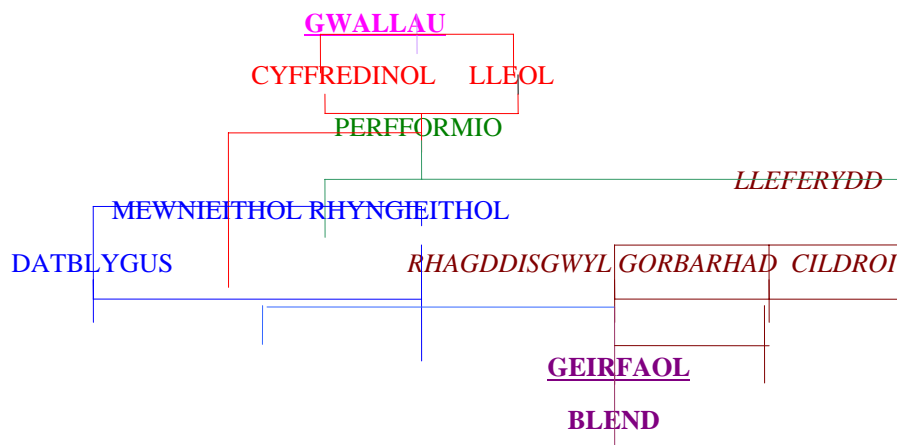 GWALLAU
CYFFREDINOL LLEOL
PERFFORMIO
LLEFERYDD
MEWNIEITHOL RHYNGIEITHOL
DATBLYGUS RHAGDDISGWYL GORBARHAD CILDROI
GEIRFAOL
BLEND